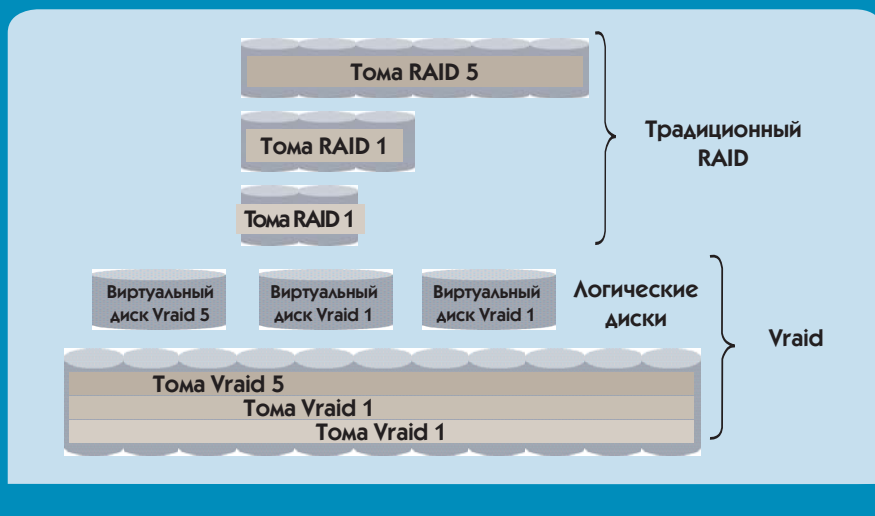 Тома RAID 5
Тома RAID 1
Тома RAID 1
Традиционный
RAID
Виртуальный
диск Vraid 5
Виртуальный
диск Vraid 1
Виртуальный
диск Vraid 1
Логические
диски
Vraid
Тома Vraid 5
Тома Vraid 1
Тома Vraid 1